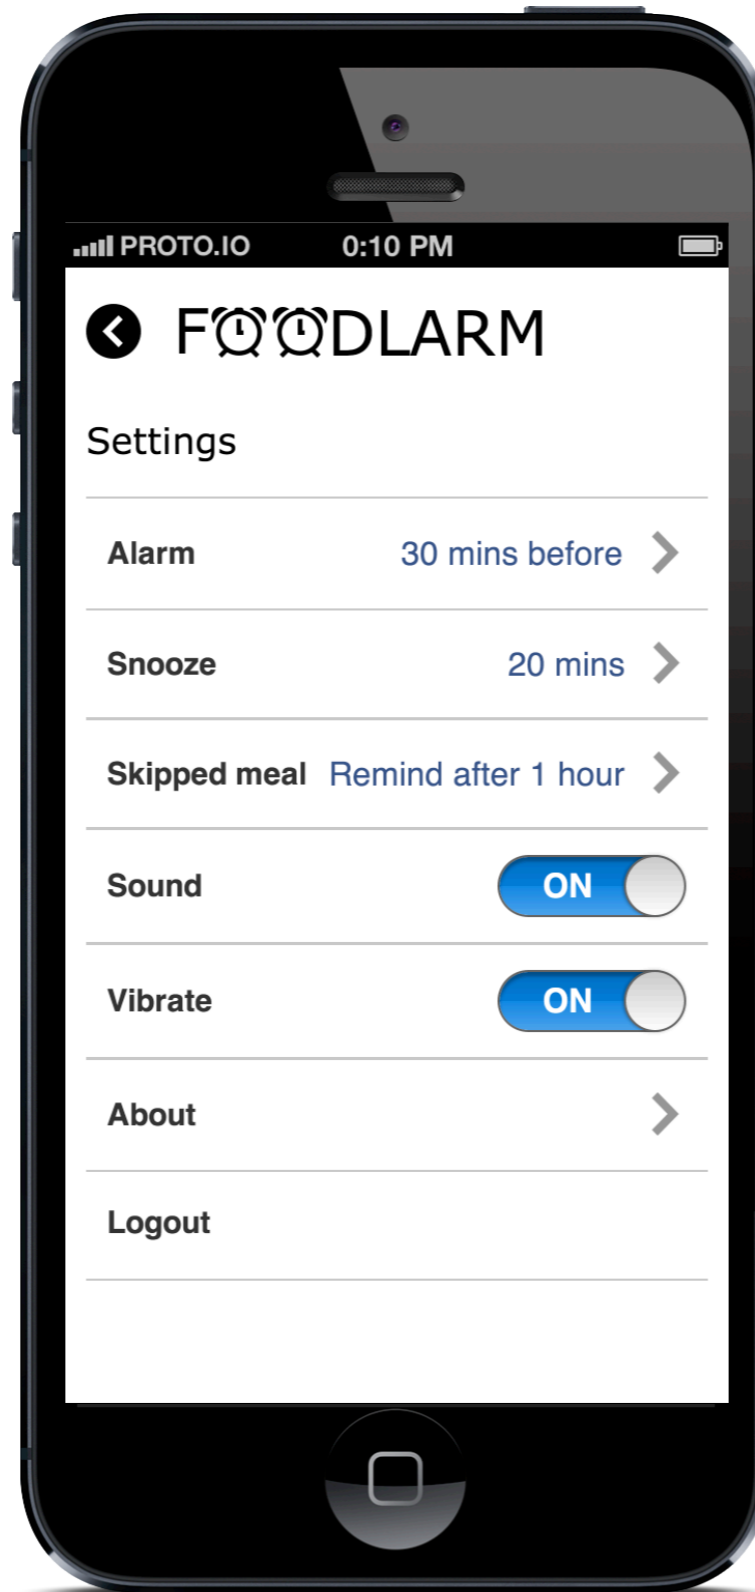 PROTO.IO 0:10 PM
FOODLARM
Settings
Alarm 30 mins before
Snooze 20 mins
Skipped meal Remind after 1 hour
Sound ON
Vibrate ON
About
Logout